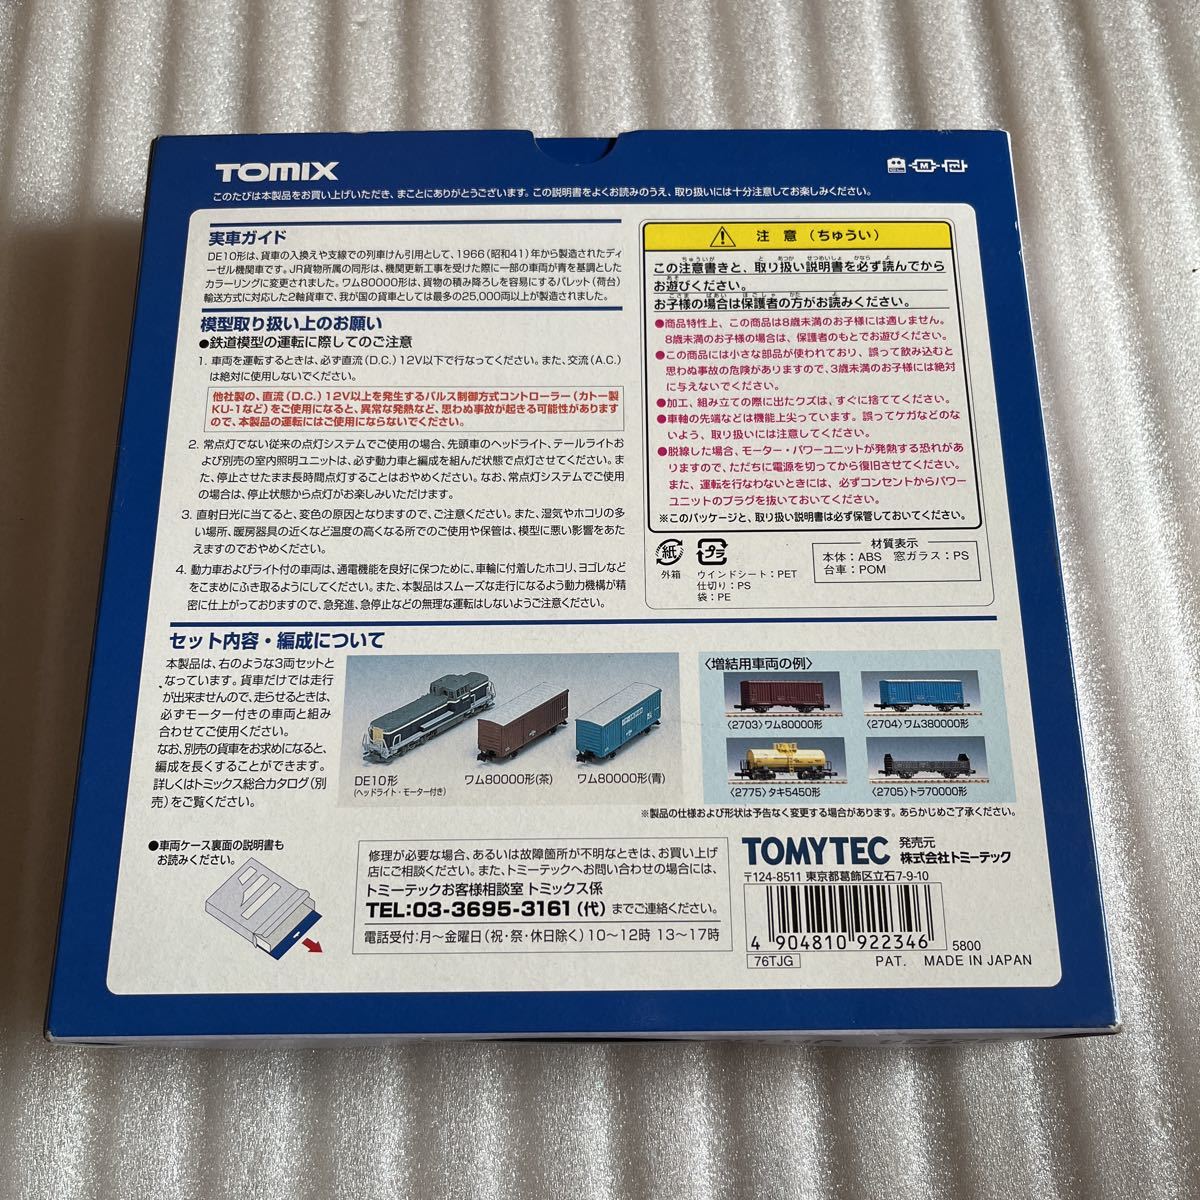 TOMIX
このたびは本製品をお買い上げいただき、まことにありがとうございます。この説明書をよくお読みのうえ、取り扱いには十分注意してお楽しみください。
実車ガイド
DE10形は、貨車の入換えや支線での列車けん引用として、1966(昭和41)年から製造されたディ
ーゼル機関車です。JR貨物所属の同形は、機関更新工事を受けた際に一部の車両が青を基調とした
カラーリングに変更されました。ワム80000形は、貨物の積み降ろしを容易にするパレット(荷台)
輸送方式に対応した2軸貨車で、我が国の貨車としては最多の25,000両以上が製造されました。
模型取り扱い上のお願い
●鉄道模型の運転に際してのご注意
1. 車両を運転するときは、必ず直流(D.C.)12V以下で行なってください。また、交流(A.C.)
は絶対に使用しないでください。
他社製の、直流(D.C.)12V以上を発生するパルス制御方式コントローラー(カトー製
KU-1など)をご使用になると、異常な発熱など、思わぬ事故が起きる可能性がありま
すので、本製品の運転にはご使用にならないでください。
2. 常点灯でない従来の点灯システムでご使用の場合、先頭車のヘッドライト、テールライトお
よび別売の室内照明ユニットは、必ず動力車と編成を組んだ状態で点灯させてください。ま
た、停止させたまま長時間点灯することはおやめください。なお、常点灯システムでご使用
の場合は、停止状態から点灯がお楽しみいただけます。
3. 直射日光に当てると、変色の原因となりますので、ご注意ください。また、湿気やホコリの多
い場所、暖房器具の近くなど温度の高くなる所でのご使用や保管は、模型に悪い影響をあた
えますのでおやめください。
4. 動力車およびライト付の車両は、通電機能を良好に保つために、車輪に付着したホコリ、ヨゴレなど
をこまめにふき取るようにしてください。また、本製品はスムーズな走行になるよう動力機構が精
密に仕上がっておりますので、急発進、急停止などの無理な運転はしないようご注意ください。
注意(ちゅうい)
この注意書きと、取り扱い説明書を必ず読んでから
お遊びください。
お子様の場合は保護者の方がお読みください。
●商品特性上、この商品は8歳未満のお子様には適しません。
8歳未満のお子様の場合は、保護者のもとでお遊びください。
●この商品には小さな部品が使われており、誤って飲み込むと
思わぬ事故の危険がありますので、3歳未満のお子様には絶対
に与えないでください。
●加工、組み立ての際に出たクズは、すぐに捨ててください。
●車軸の先端などは機能上尖っています。誤ってケガなどのな
いよう、取り扱いには注意してください。
●脱線した場合、モーター・パワーユニットが発熱する恐れがあ
りますので、ただちに電源を切ってから復旧させてください。
また、運転を行なわないときには、必ずコンセントからパワー
ユニットのプラグを抜いておいてください。
※このパッケージと、取り扱い説明書は必ず保管しておいてください。
紙
外箱
プラ
ウインドシート:PET
仕切り:PS
袋:PE
材質表示
本体:ABS 窓ガラス:PS
台車:POM
セット内容・編成について
本製品は、右のような3両セットと
なっています。貨車だけでは走行
が出来ませんので、走らせるときは、
必ずモーター付きの車両と組み
合わせてご使用ください。
なお、別売の貨車をお求めになると、
編成を長くすることができます。
詳しくはトミックス総合カタログ(別
売)をご覧ください。
DE10形
(ヘッドライト・モーター付き)
ワム80000形(茶)
ワム80000形(青)
〈増結用車両の例〉
〈2703〉ワム80000形
〈2704〉ワム380000形
〈2775〉タキ5450形
〈2705〉トラ70000形
※製品の仕様および形状は予告なく変更する場合があります。あらかじめご了承ください。
●車両ケース裏面の説明書も
お読みください。
修理が必要な場合、あるいは故障箇所が不明なときは、お買い上げ
店にご相談ください。また、トミーテックへお問い合わせの場合には、
トミーテックお客様相談室 トミックス係
TEL:03-3695-3161(代)までご連絡ください。
電話受付:月〜金曜日(祝・祭・休日除く)10〜12時 13〜17時
TOMYTEC
発売元
株式会社トミーテック
〒124-8511 東京都葛飾区立石7-9-10
4 904810 922346
5800
76TJG
PAT. MADE IN JAPAN